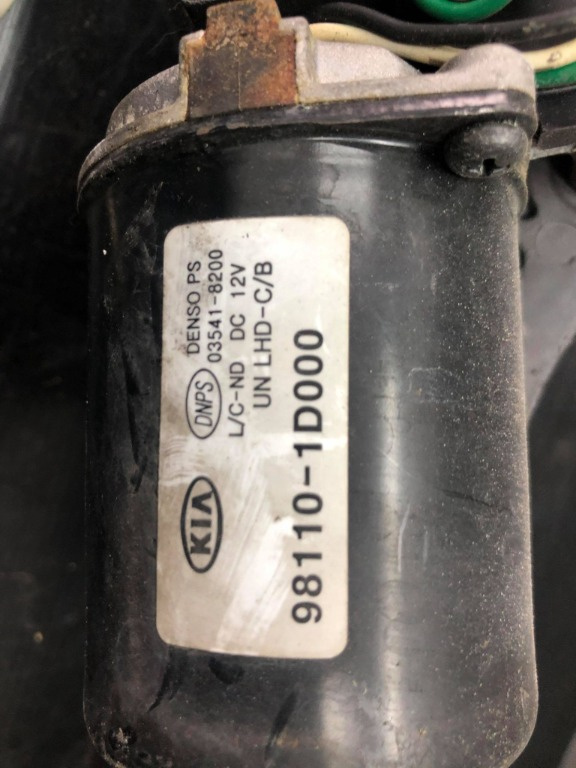 KIA DNPS DENSO PS
03541-8200
L/C-ND DC 12V
UN LHD-C/B
98110-1D000